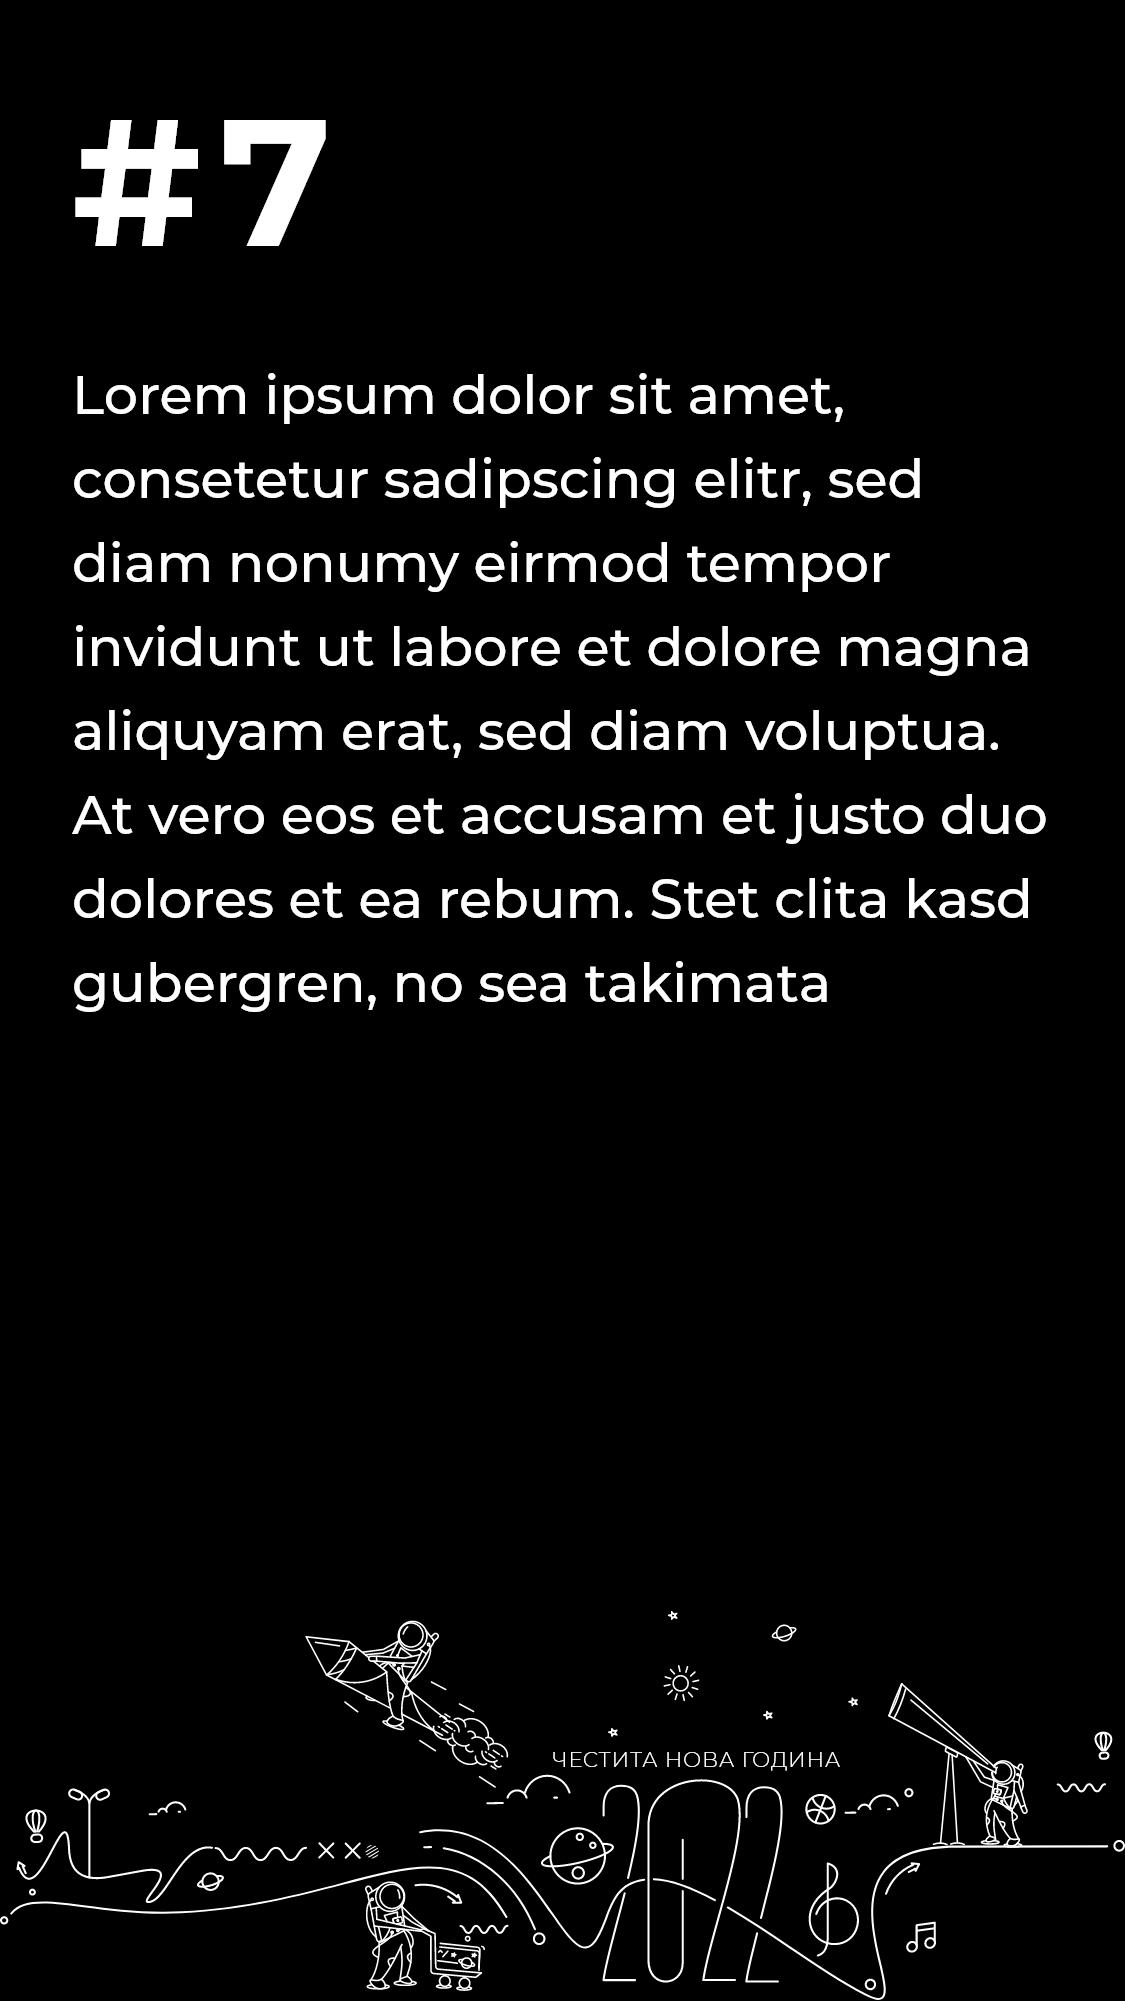 #7
Lorem ipsum dolor sit amet,
consetetur sadipscing elitr, sed
diam nonumy eirmod tempor
invidunt ut labore et dolore magna
aliquyam erat, sed diam voluptua.
At vero eos et accusam et justo duo
dolores et ea rebum. Stet clita kasd
gubergren, no sea takimata
ЧЕСТИТА НОВА ГОДИНА
2022